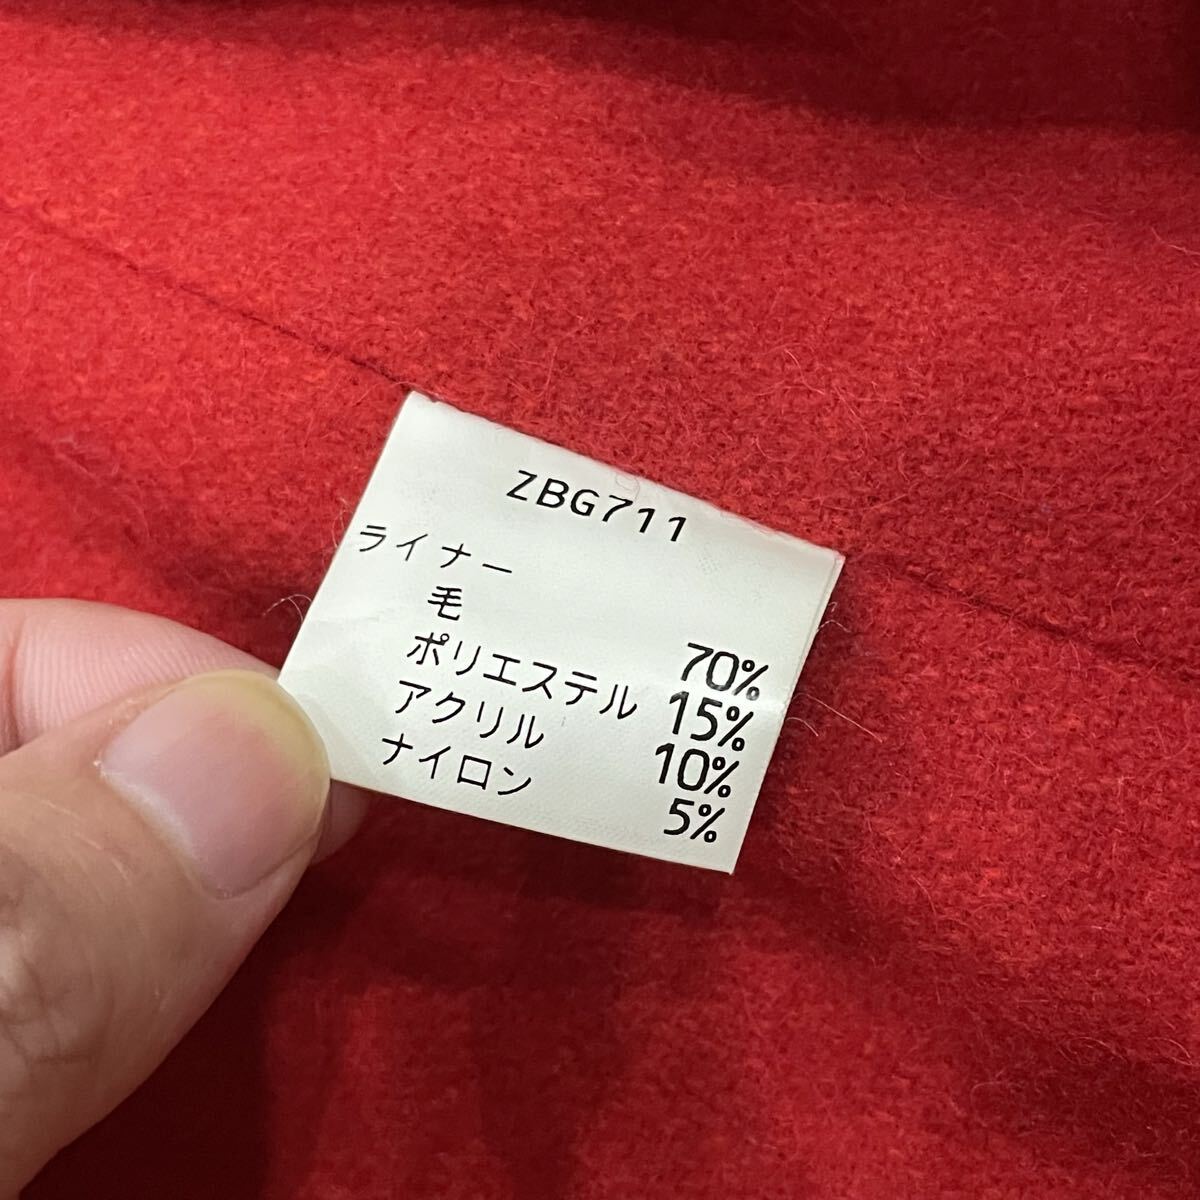 ZBG711
ライナー
毛 70%
ポリエステル 15%
アクリル 10%
ナイロン 5%